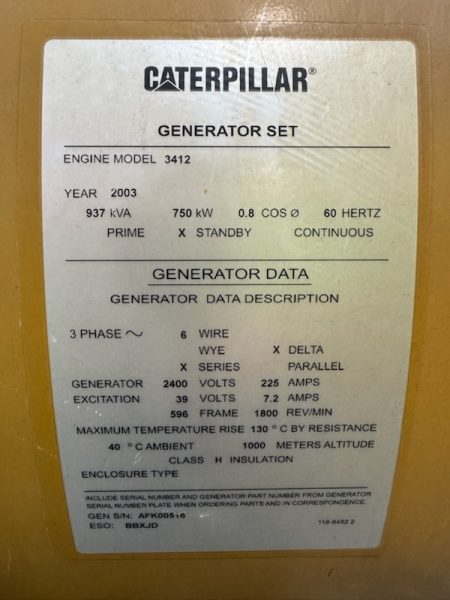 CATERPILLAR®
GENERATOR SET
ENGINE MODEL 3412
YEAR 2003
937 kVA 750 kW 0.8 COS Ø 60 HERTZ
PRIME X STANDBY CONTINUOUS
GENERATOR DATA
GENERATOR DATA DESCRIPTION
3 PHASE ~ 6 WIRE
WYE X DELTA
X SERIES PARALLEL
GENERATOR 2400 VOLTS 225 AMPS
EXCITATION 39 VOLTS 7.2 AMPS
596 FRAME 1800 REV/MIN
MAXIMUM TEMPERATURE RISE 130 °C BY RESISTANCE
40 °C AMBIENT 1000 METERS ALTITUDE
CLASS H INSULATION
ENCLOSURE TYPE
INCLUDE SERIAL NUMBER AND GENERATOR PART NUMBER FROM GENERATOR
SERIAL NUMBER PLATE WHEN ORDERING PARTS AND IN CORRESPONDENCE.
GEN S/N:
ESO: BBXJD